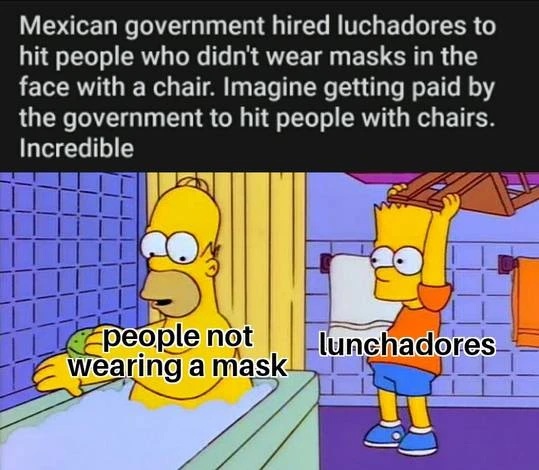 Mexican government hired luchadores to
hit people who didn't wear masks in the
face with a chair. Imagine getting paid by
the government to hit people with chairs.
Incredible
people not
wearing a mask
lunchadores